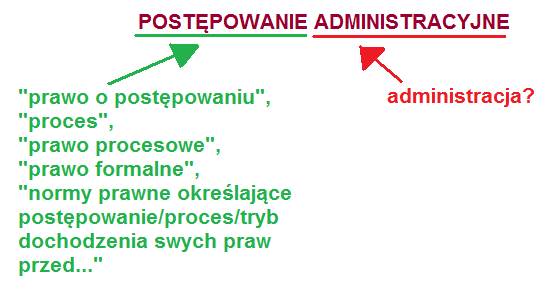 POSTĘPOWANIE ADMINISTRACYJNE
"prawo o postępowaniu",
"proces",
"prawo procesowe",
"prawo formalne",
"normy prawne określające
postępowanie/proces/tryb
dochodzenia swych praw
przed..."
administracja?